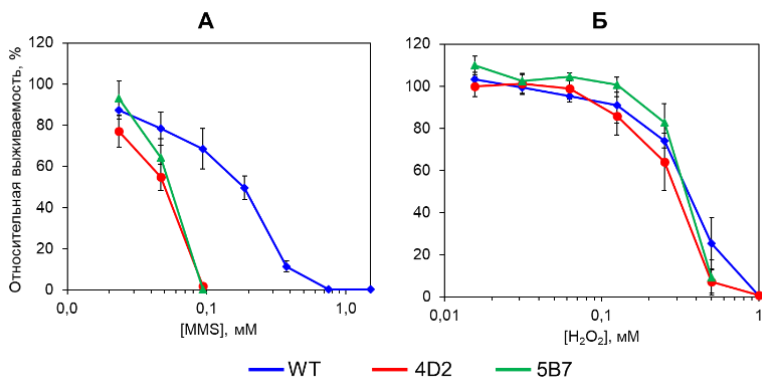 А
Б
Относительная выживаемость, %
120
100
80
60
40
20
0
0,0
0,1
1,0
[MMS], мМ
120
100
80
60
40
20
0
0,01
0,1
1
[H₂O₂], мМ
WT
4D2
5B7